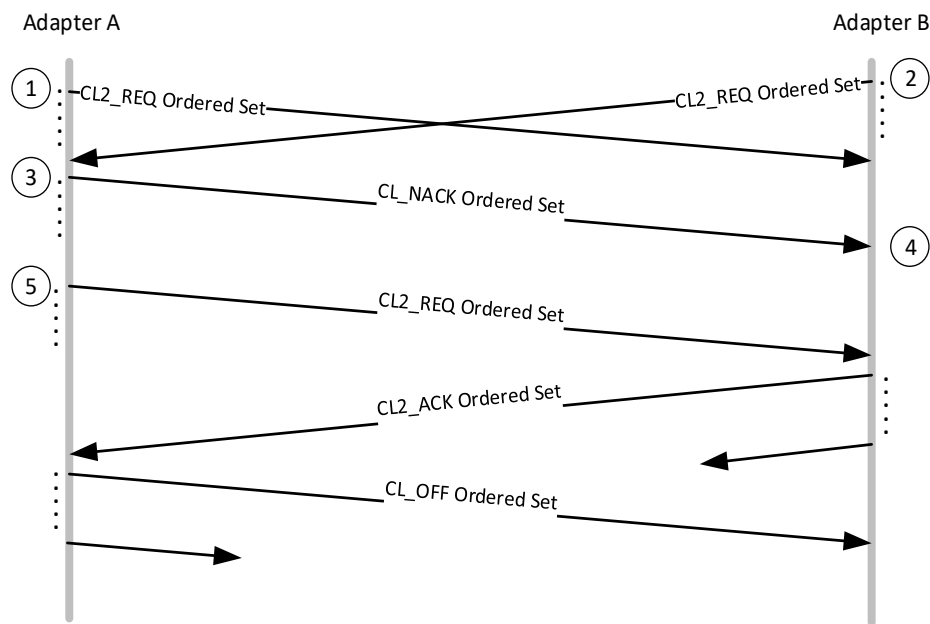 Adapter A
Adapter B
1
CL2_REQ Ordered Set
CL2_REQ Ordered Set
2
3
CL_NACK Ordered Set
4
5
CL2_REQ Ordered Set
CL2_ACK Ordered Set
CL_OFF Ordered Set